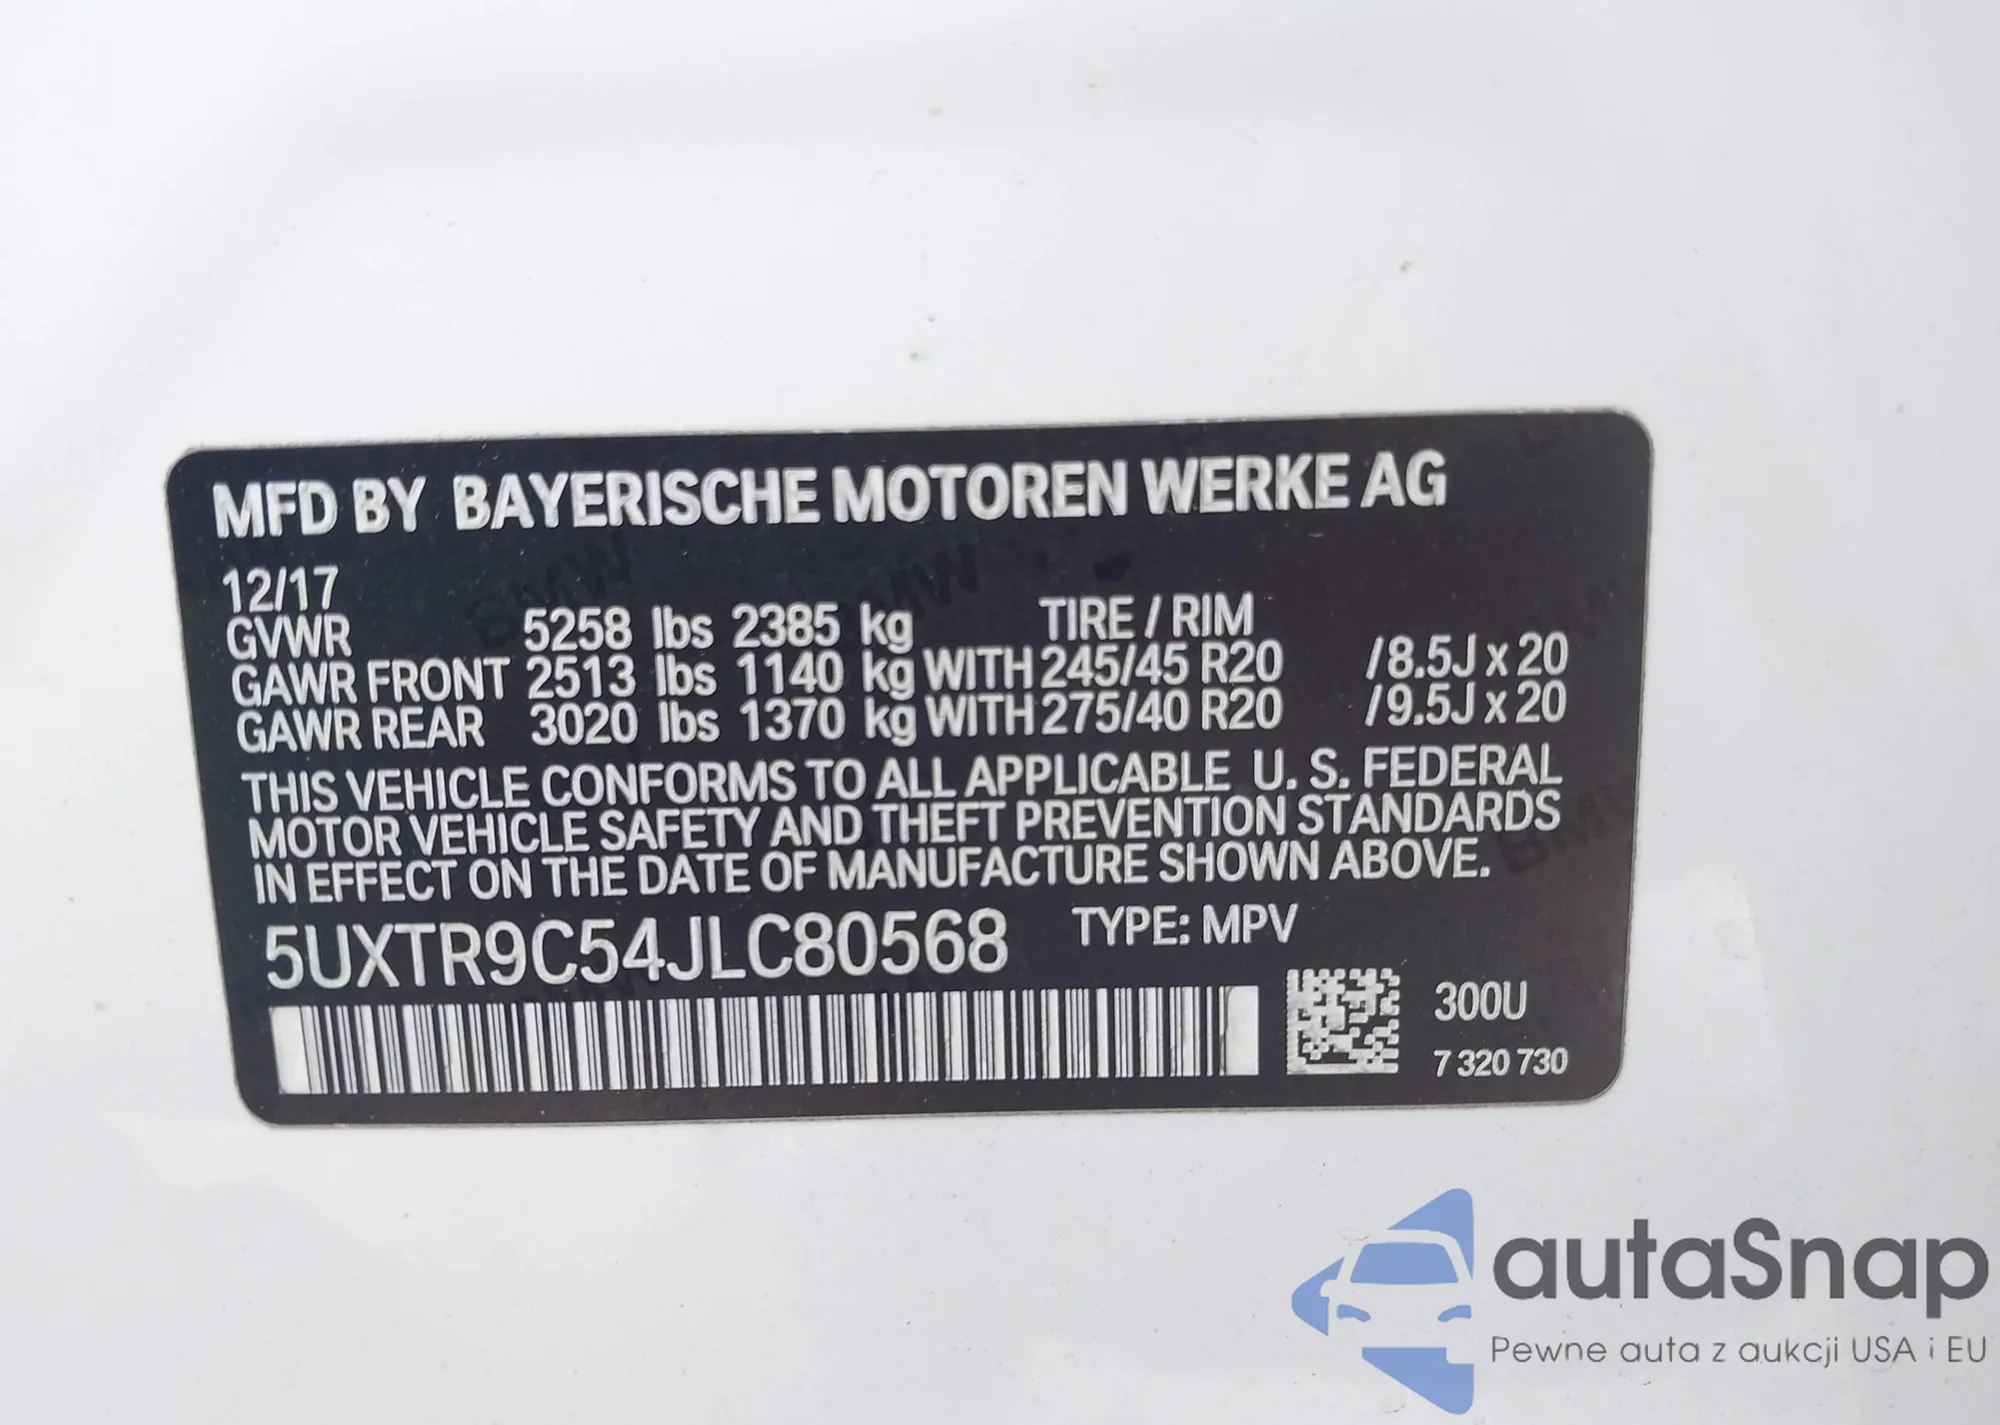 MFD BY BAYERISCHE MOTOREN WERKE AG
12/17
GVWR 5258 lbs 2385 kg TIRE / RIM
GAWR FRONT 2513 lbs 1140 kg WITH 245/45 R20 /8.5J x 20
GAWR REAR 3020 lbs 1370 kg WITH 275/40 R20 /9.5J x 20
THIS VEHICLE CONFORMS TO ALL APPLICABLE U. S. FEDERAL
MOTOR VEHICLE SAFETY AND THEFT PREVENTION STANDARDS
IN EFFECT ON THE DATE OF MANUFACTURE SHOWN ABOVE.
5UXTR9C54JLC80568 TYPE: MPV
300U
7 320 730
autaSnap
Pewne auta z aukcji USA i EU